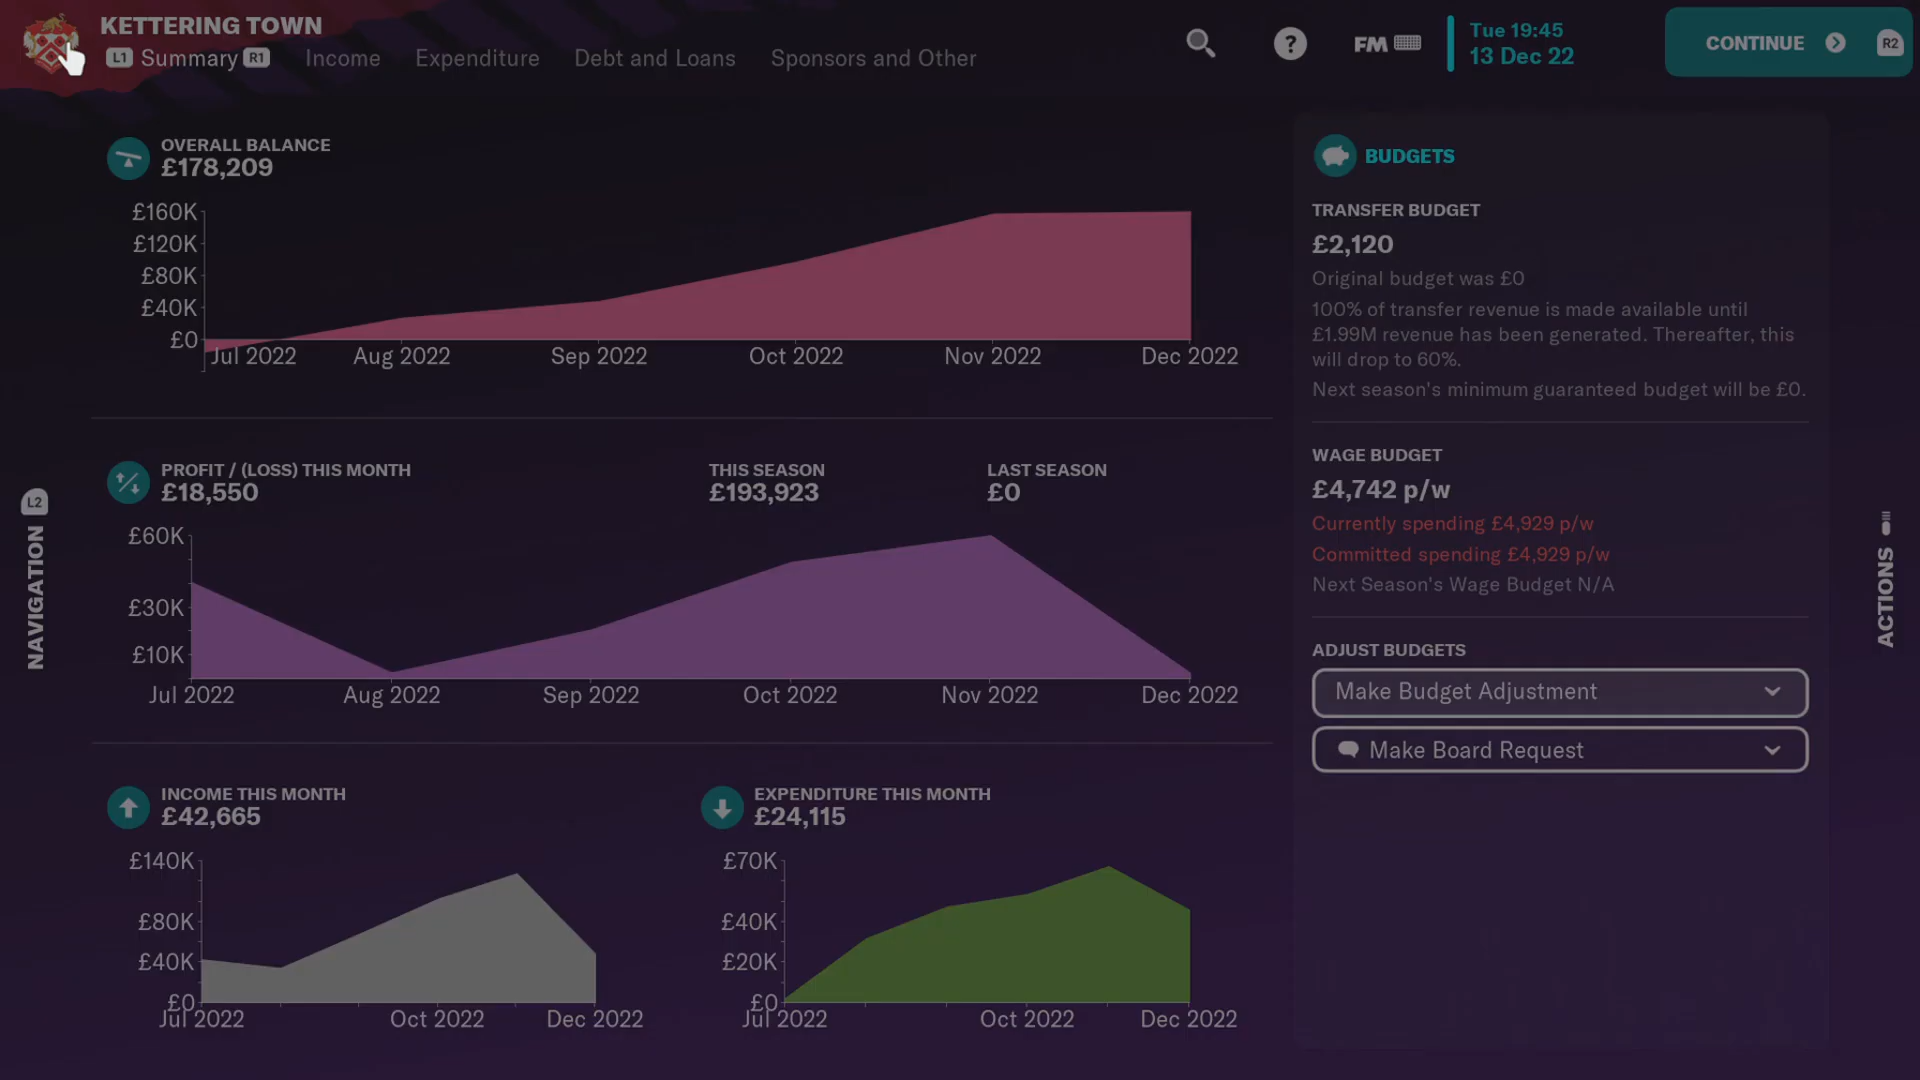 KETTERING TOWN
L1 Summary R1 Income Expenditure Debt and Loans Sponsors and Other
? FM
Tue 19:45
13 Dec 22
CONTINUE R2
OVERALL BALANCE
£178,209
£160K
£120K
£80K
£40K
£0
Jul 2022 Aug 2022 Sep 2022 Oct 2022 Nov 2022 Dec 2022
PROFIT / (LOSS) THIS MONTH
£18,550
THIS SEASON
£193,923
LAST SEASON
£0
£60K
£30K
£10K
Jul 2022 Aug 2022 Sep 2022 Oct 2022 Nov 2022 Dec 2022
INCOME THIS MONTH
£42,665
£140K
£80K
£40K
£0
Jul 2022 Oct 2022 Dec 2022
EXPENDITURE THIS MONTH
£24,115
£70K
£40K
£20K
£0
Jul 2022 Oct 2022 Dec 2022
BUDGETS
TRANSFER BUDGET
£2,120
Original budget was £0
100% of transfer revenue is made available until
£1.99M revenue has been generated. Thereafter, this
will drop to 60%.
Next season's minimum guaranteed budget will be £0.
WAGE BUDGET
£4,742 p/w
Currently spending £4,929 p/w
Committed spending £4,929 p/w
Next Season's Wage Budget N/A
ADJUST BUDGETS
Make Budget Adjustment
Make Board Request
NAVIGATION L2
ACTIONS